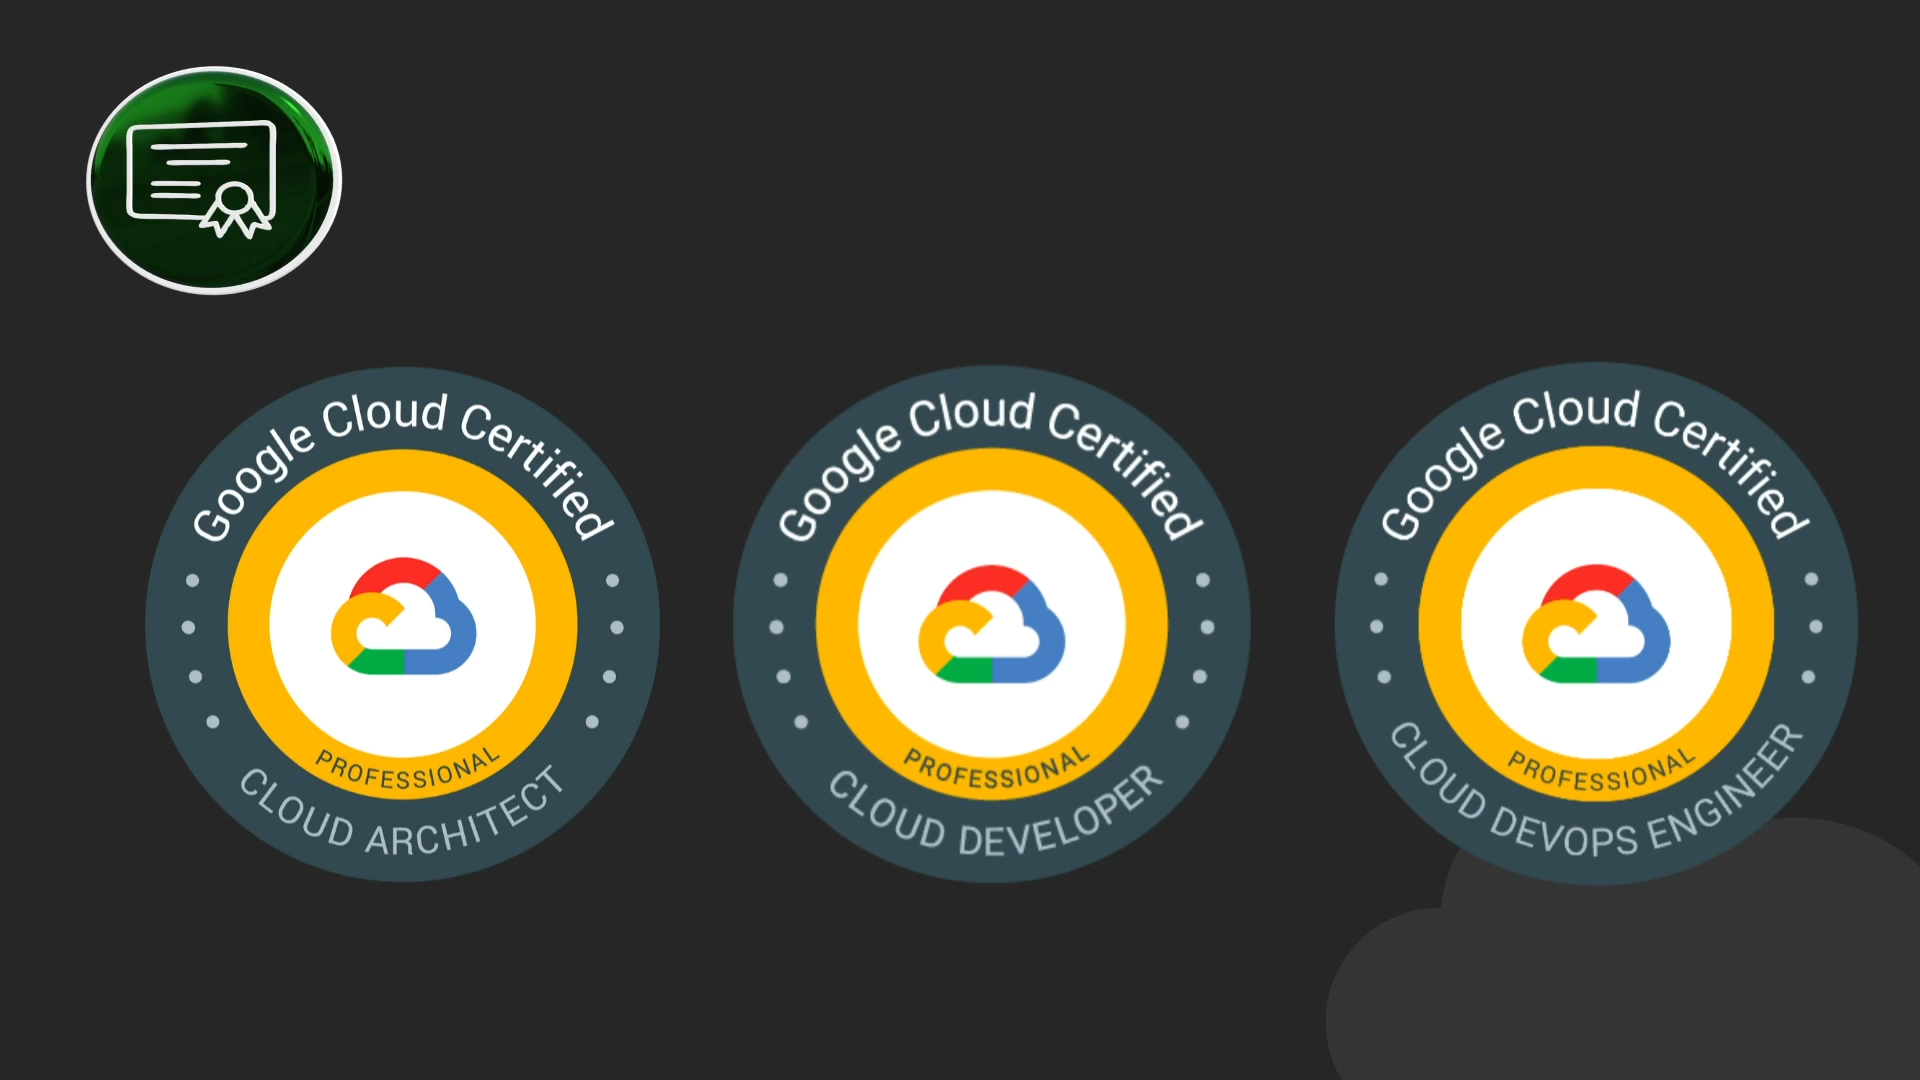 Google Cloud Certified
PROFESSIONAL
CLOUD ARCHITECT
Google Cloud Certified
PROFESSIONAL
CLOUD DEVELOPER
Google Cloud Certified
PROFESSIONAL
CLOUD DEVOPS ENGINEER